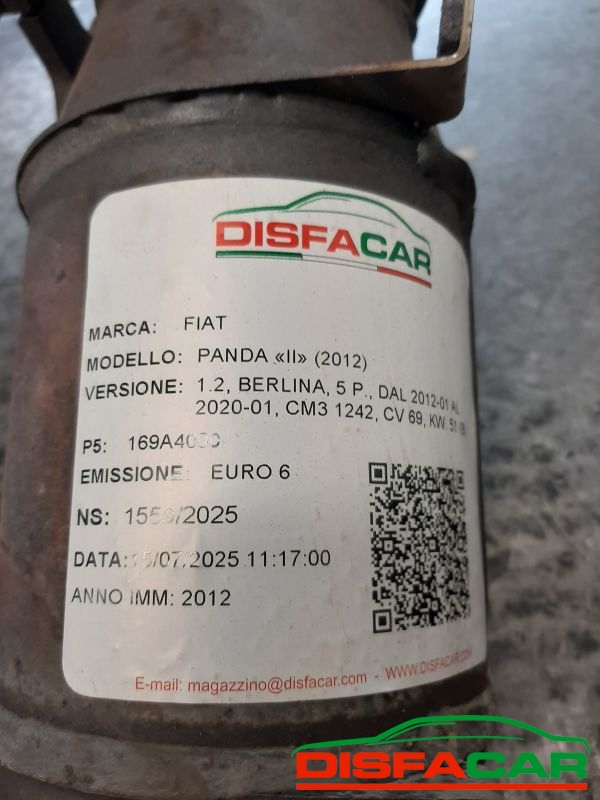 DISFACAR
MARCA: FIAT
MODELLO: PANDA «II» (2012)
VERSIONE: 1.2, BERLINA, 5 P., DAL 2012-01 AL
2020-01, CM3 1242, CV 69, KW 51
P5:
EMISSIONE: EURO 6
NS:
DATA: 11:17:00
ANNO IMM: 2012
E-mail: magazzino@disfacar.com - WWW.DISFACAR.COM
DISFACAR